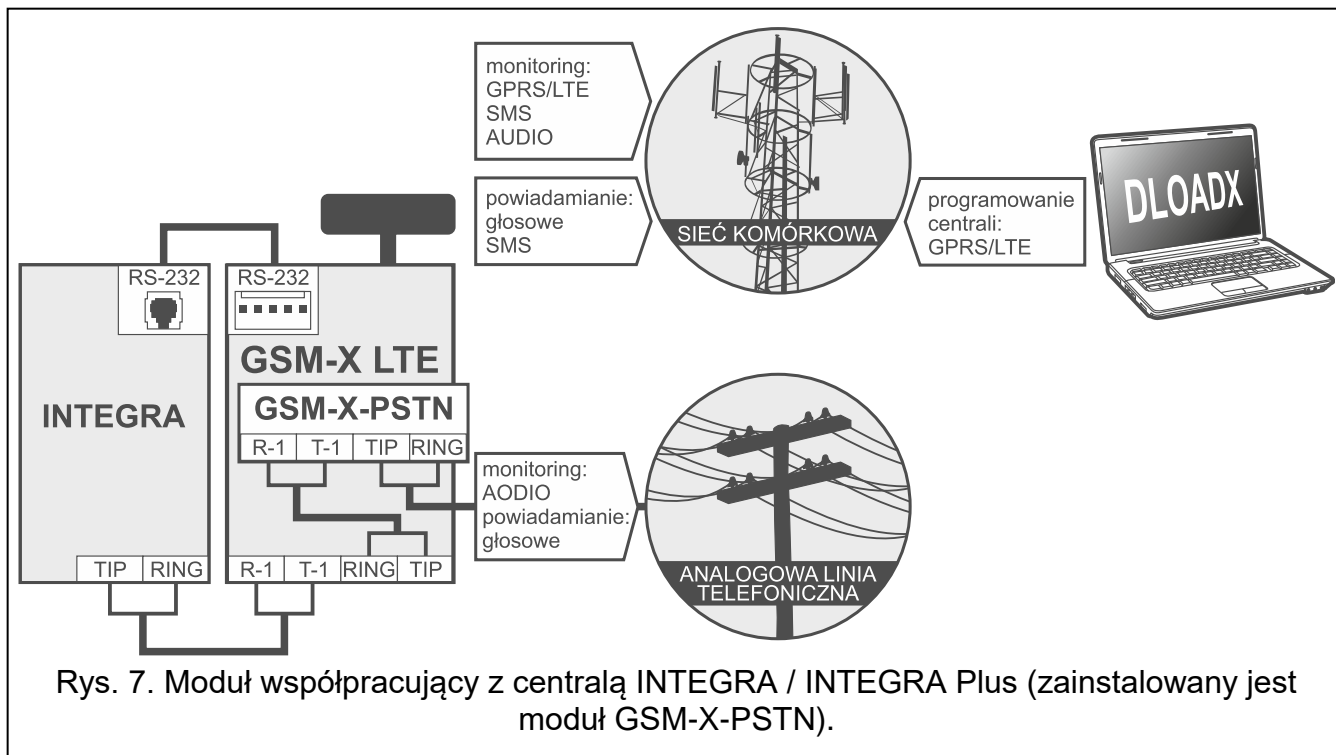 monitoring:
GPRS/LTE
SMS
AUDIO
powiadamianie:
głosowe
SMS
SIEĆ KOMÓRKOWA
programowanie
centrali:
GPRS/LTE
DLOADX
RS-232
RS-232
INTEGRA
GSM-X LTE
GSM-X-PSTN
R-1 T-1 TIP RING
monitoring:
AODIO
powiadamianie:
głosowe
ANALOGOWA LINIA
TELEFONICZNA
TIP RING
R-1 T-1 RING TIP
Rys. 7. Moduł współpracujący z centralą INTEGRA / INTEGRA Plus (zainstalowany jest
moduł GSM-X-PSTN).